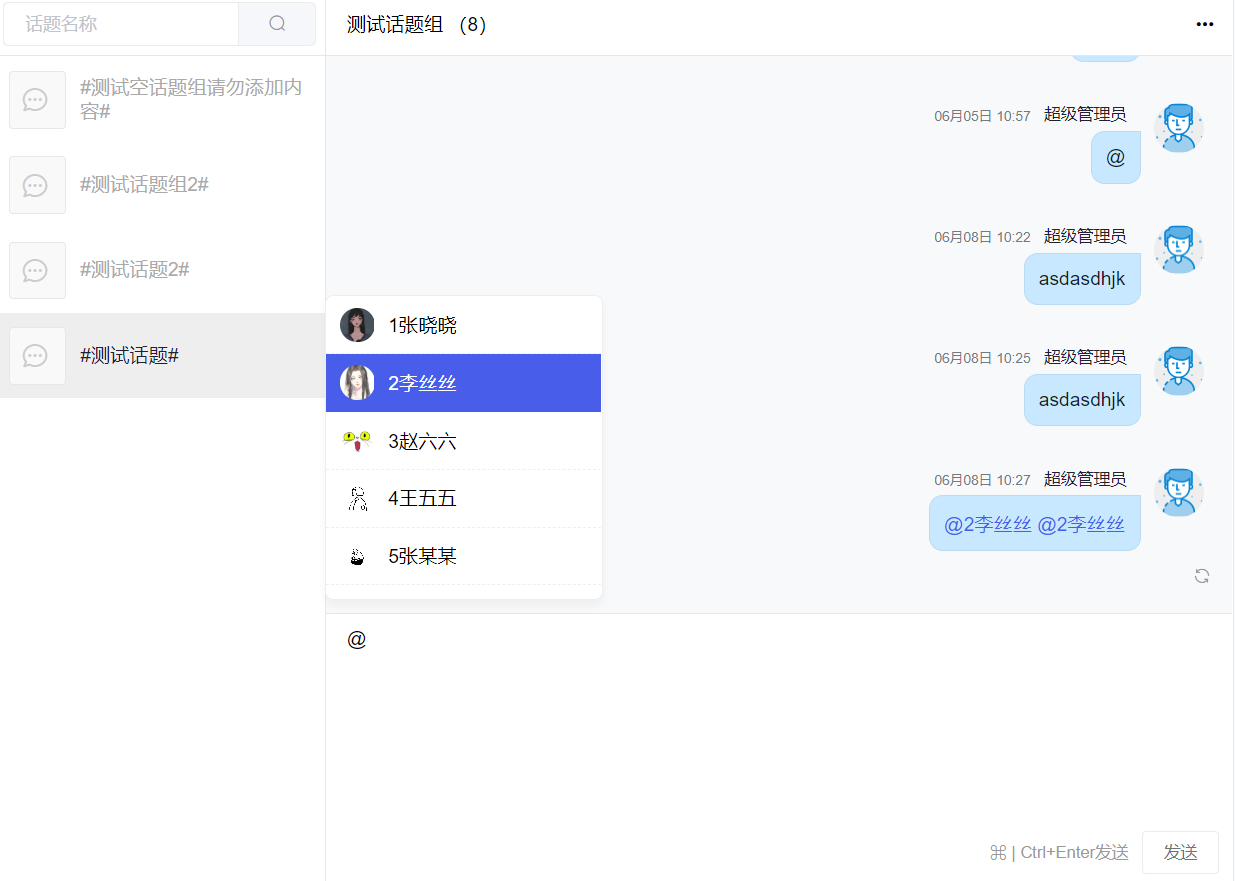 话题名称
#测试空话题组请勿添加内
容#
#测试话题组2#
#测试话题2#
#测试话题#
测试话题组 （8）
06月05日 10:57 超级管理员
@
06月08日 10:22 超级管理员
asdasdhjk
06月08日 10:25 超级管理员
asdasdhjk
06月08日 10:27 超级管理员
@2李丝丝 @2李丝丝
1张晓晓
2李丝丝
3赵六六
4王五五
5张某某
@
⌘ | Ctrl+Enter发送
发送